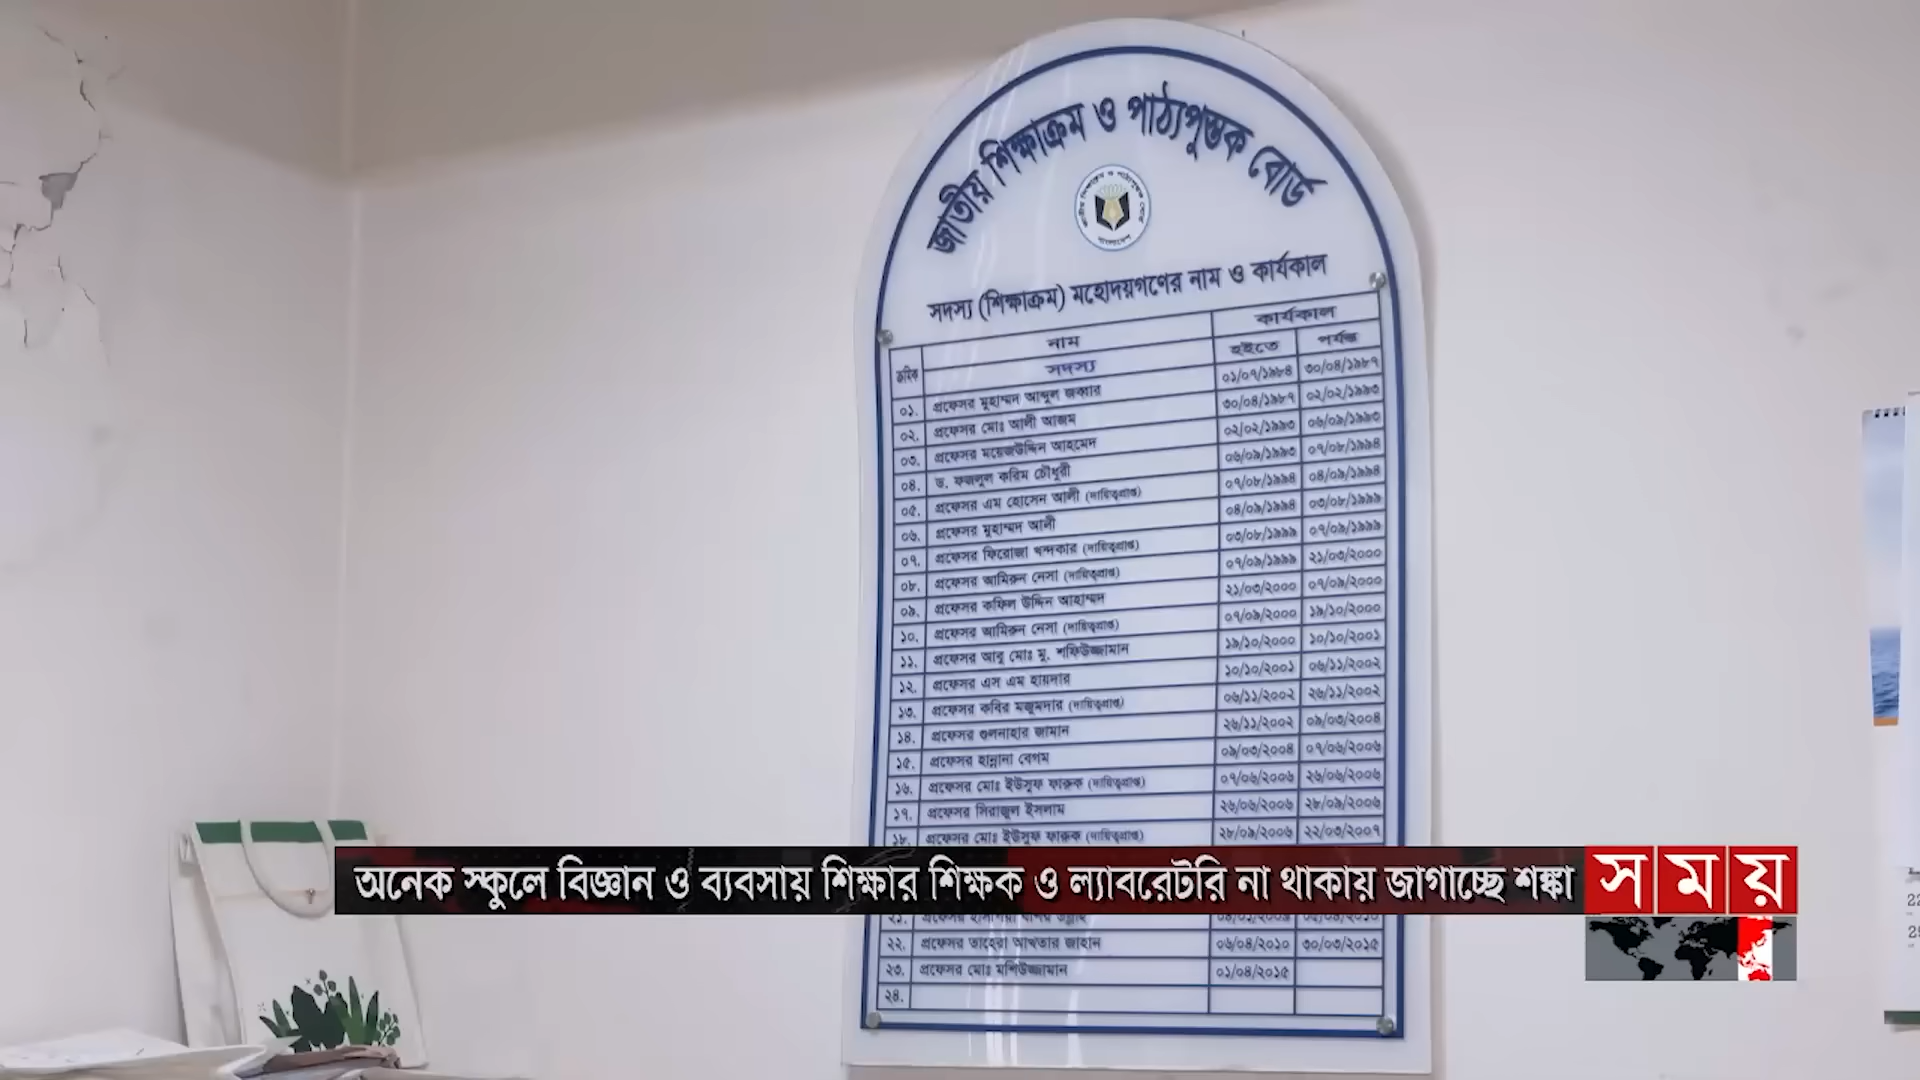 জাতীয় শিক্ষাক্রম ও পাঠ্যপুস্তক বোর্ড
সদস্য (শিক্ষাক্রম) মহোদয়গণের নাম ও কার্যকাল
ক্রমিক নাম কার্যকাল
সদস্য হইতে পর্যন্ত
০১. প্রফেসর মুহাম্মদ আব্দুল জব্বার ০১/০৭/১৯৮৪ ৩০/০৪/১৯৮৭
০২. প্রফেসর মোঃ আলী আজম ৩০/০৪/১৯৮৭ ০২/০২/১৯৯৩
০৩. প্রফেসর ময়েজউদ্দিন আহমেদ ০২/০২/১৯৯৩ ০৬/০৯/১৯৯৩
০৪. ড. ফজলুল করিম চৌধুরী ০৬/০৯/১৯৯৩ ০৭/০৮/১৯৯৪
০৫. প্রফেসর এম হোসেন আলী (দায়িত্বপ্রাপ্ত) ০৭/০৮/১৯৯৪ ০৪/০৯/১৯৯৪
০৬. প্রফেসর মুহাম্মদ আলী ০৪/০৯/১৯৯৪ ০৩/০৮/১৯৯৯
০৭. প্রফেসর ফিরোজা খন্দকার (দায়িত্বপ্রাপ্ত) ০৩/০৮/১৯৯৯ ০৭/০৯/১৯৯৯
০৮. প্রফেসর আমিরুন নেসা (দায়িত্বপ্রাপ্ত) ০৭/০৯/১৯৯৯ ২১/০৩/২০০০
০৯. প্রফেসর কফিল উদ্দিন আহাম্মদ ২১/০৩/২০০০ ০৭/০৯/২০০০
১০. প্রফেসর আমিরুন নেসা (দায়িত্বপ্রাপ্ত) ০৭/০৯/২০০০ ১৯/১০/২০০০
১১. প্রফেসর আবু মোঃ মু. শফিউজ্জামান ১৯/১০/২০০০ ১০/১০/২০০১
১২. প্রফেসর এস এম হায়দার ১০/১০/২০০১ ০৬/১১/২০০২
১৩. প্রফেসর কবির মজুমদার (দায়িত্বপ্রাপ্ত) ০৬/১১/২০০২ ২৬/১১/২০০২
১৪. প্রফেসর গুলনাহার জামান ২৬/১১/২০০২ ০৯/০৩/২০০৪
১৫. প্রফেসর হান্নানা বেগম ০৯/০৩/২০০৪ ০৭/০৬/২০০৬
১৬. প্রফেসর মোঃ ইউসুফ ফারুক (দায়িত্বপ্রাপ্ত) ০৭/০৬/২০০৬ ২৬/০৬/২০০৬
১৭. প্রফেসর সিরাজুল ইসলাম ২৬/০৬/২০০৬ ২৮/০৯/২০০৬
১৮. প্রফেসর মোঃ ইউসুফ ফারুক (দায়িত্বপ্রাপ্ত) ২৮/০৯/২০০৬ ২২/০৩/২০০৭
অনেক স্কুলে বিজ্ঞান ও ব্যবসায় শিক্ষার শিক্ষক ও ল্যাবরেটরি না থাকায় জাগাচ্ছে শঙ্কা
সময়
২১. প্রফেসর
২২. প্রফেসর তাহেরা আখতার জাহান ০৬/০৪/২০১০ ৩০/০৩/২০১৫
২৩. প্রফেসর মোঃ মশিউজ্জামান ০১/০৪/২০১৫
২৪.